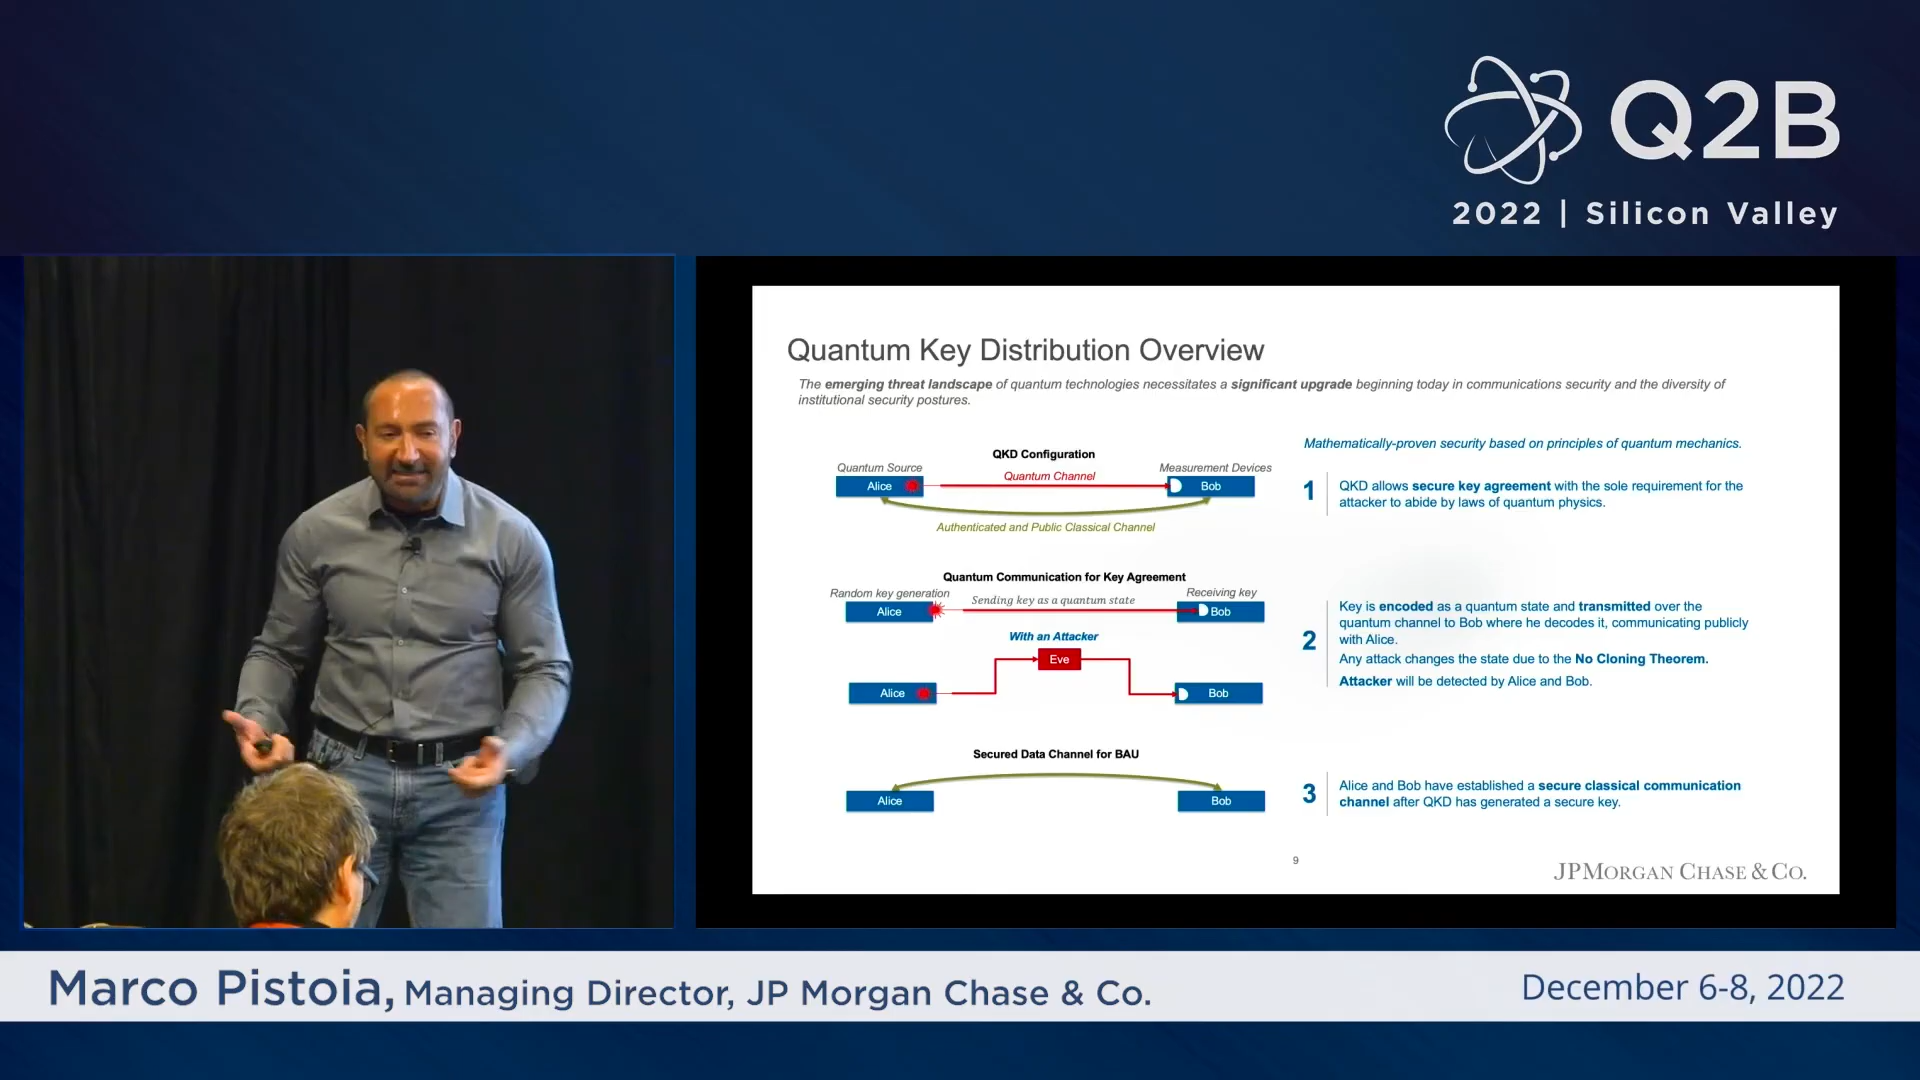 Q2B
2022 | Silicon Valley
Quantum Key Distribution Overview
The emerging threat landscape of quantum technologies necessitates a significant upgrade beginning today in communications security and the diversity of
institutional security postures.
QKD Configuration
Quantum Source
Quantum Channel
Measurement Devices
Alice
Bob
Authenticated and Public Classical Channel
Mathematically-proven security based on principles of quantum mechanics.
1
QKD allows secure key agreement with the sole requirement for the
attacker to abide by laws of quantum physics.
Quantum Communication for Key Agreement
Random key generation
Sending key as a quantum state
Receiving key
Alice
Bob
With an Attacker
Eve
Alice
Bob
2
Key is encoded as a quantum state and transmitted over the
quantum channel to Bob where he decodes it, communicating publicly
with Alice.
Any attack changes the state due to the No Cloning Theorem.
Attacker will be detected by Alice and Bob.
Secured Data Channel for BAU
Alice
Bob
3
Alice and Bob have established a secure classical communication
channel after QKD has generated a secure key.
9
JPMORGAN CHASE & CO.
Marco Pistoia, Managing Director, JP Morgan Chase & Co.
December 6-8, 2022